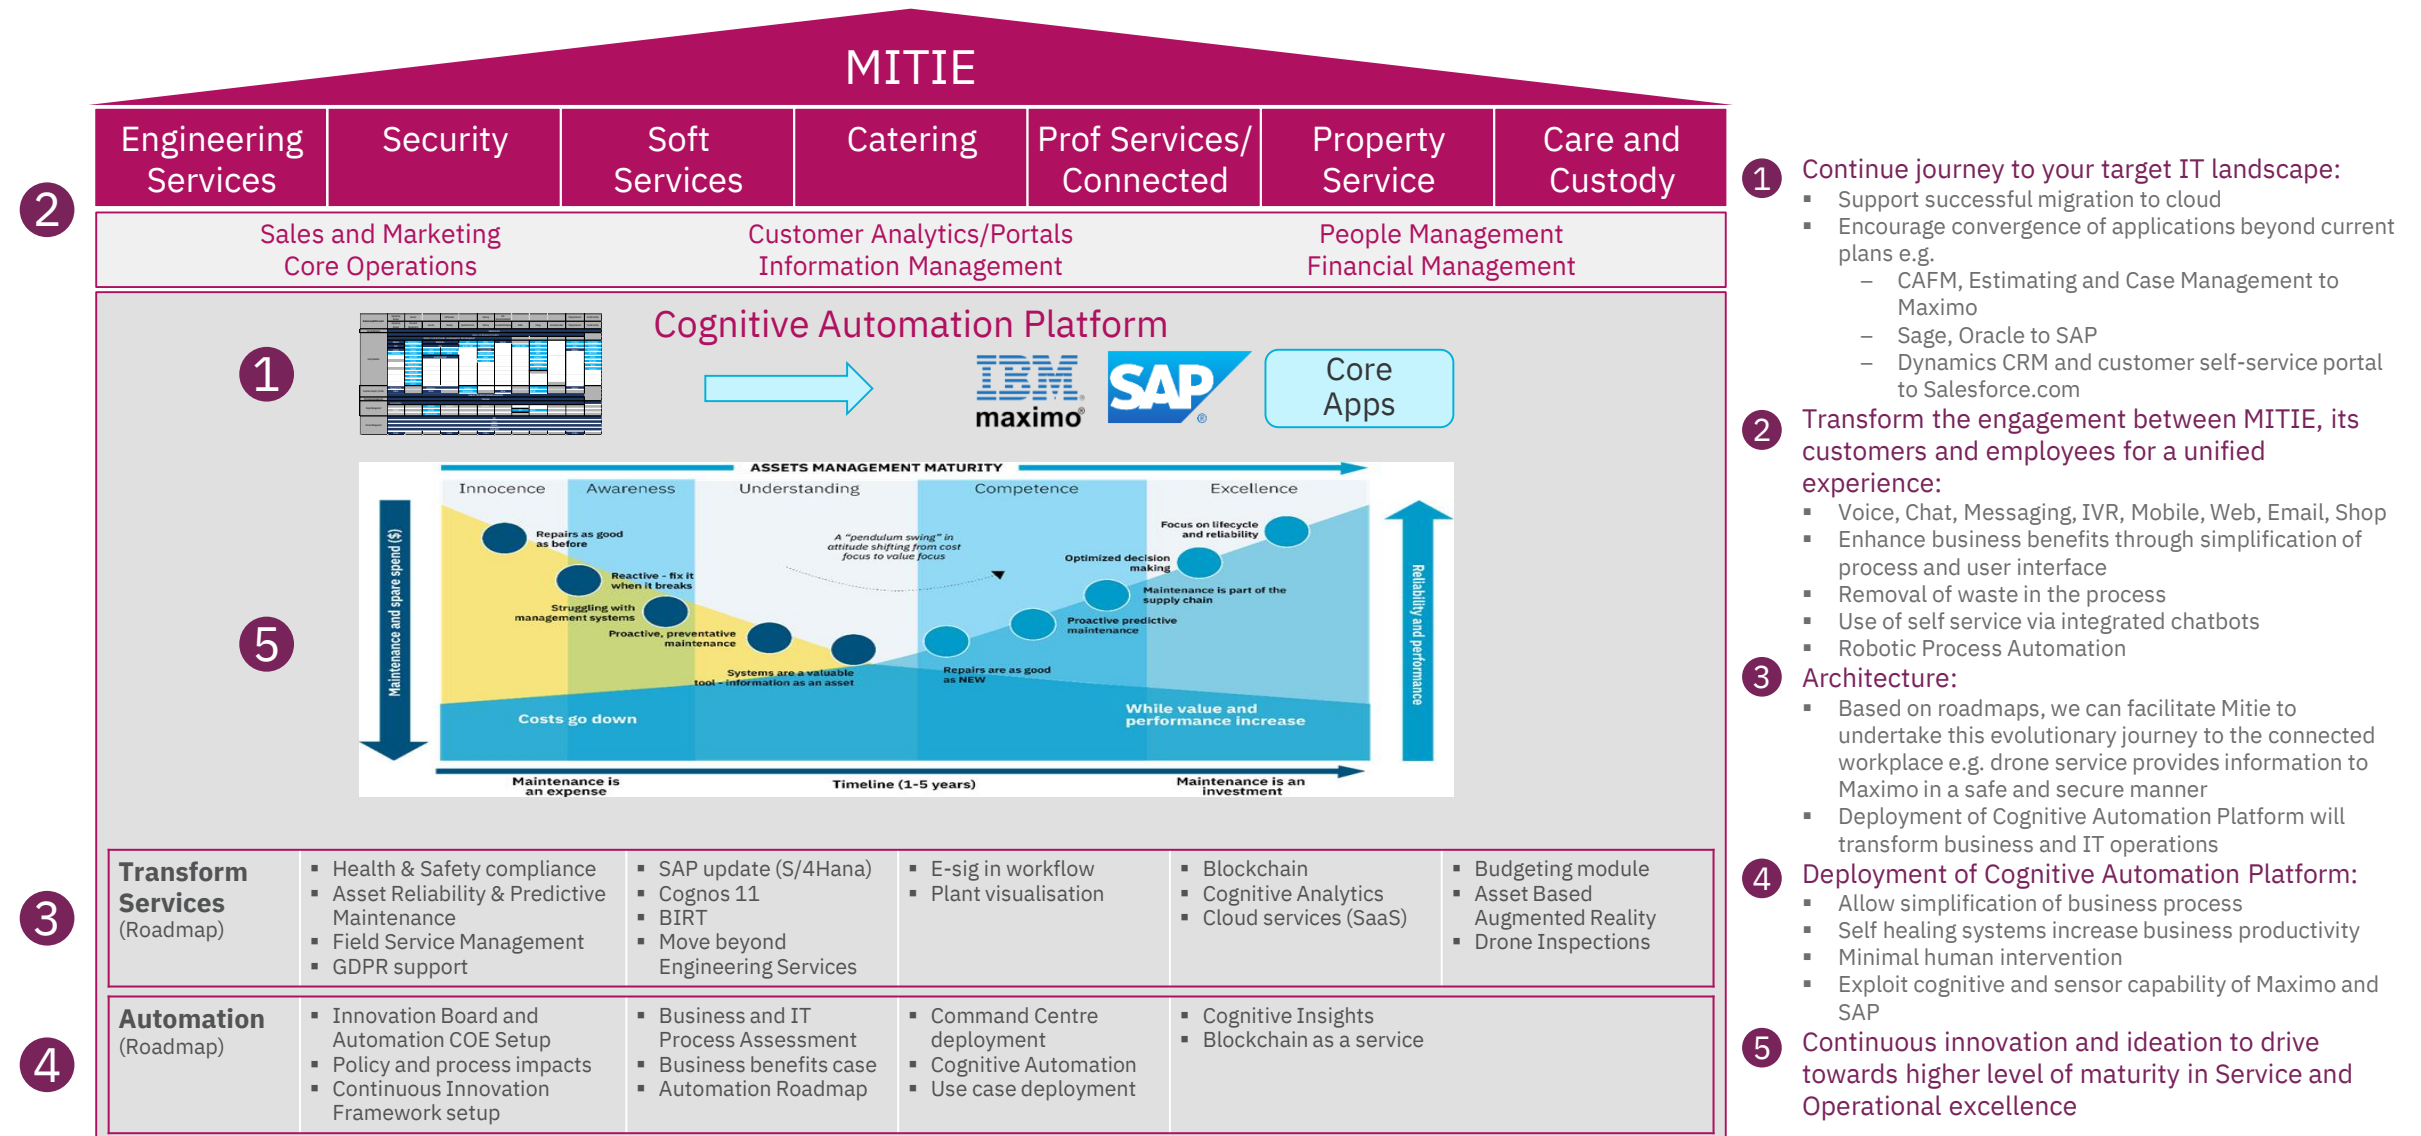 MITIE
Engineering
Services
Security
Soft
Services
Catering
Prof Services/
Connected
Property
Service
Care and
Custody
2
Sales and Marketing
Core Operations
Customer Analytics/Portals
Information Management
People Management
Financial Management
Cognitive Automation Platform
1
IBM
maximo®
SAP
®
Core
Apps
5
ASSETS MANAGEMENT MATURITY
Innocence
Awareness
Understanding
Competence
Excellence
Maintenance and spare spend ($)
Repairs as good
as before
Reactive - fix it
when it breaks
Struggling with
management systems
Proactive, preventative
maintenance
Systems are a valuable
tool - information as an asset
A "pendulum swing" in
attitude shifting from cost
focus to value focus
Repairs are as good
as NEW
Proactive predictive
maintenance
Maintenance is part of the
supply chain
Optimized decision
making
Focus on lifecycle
and reliability
Reliability and performance
Costs go down
While value and
performance increase
Maintenance is
an expense
Timeline (1-5 years)
Maintenance is an
investment
3
Transform
Services
(Roadmap)
▪ Health & Safety compliance
▪ Asset Reliability & Predictive
Maintenance
▪ Field Service Management
▪ GDPR support
▪ SAP update (S/4Hana)
▪ Cognos 11
▪ BIRT
▪ Move beyond
Engineering Services
▪ E-sig in workflow
▪ Plant visualisation
▪ Blockchain
▪ Cognitive Analytics
▪ Cloud services (SaaS)
▪ Budgeting module
▪ Asset Based
Augmented Reality
▪ Drone Inspections
4
Automation
(Roadmap)
▪ Innovation Board and
Automation COE Setup
▪ Policy and process impacts
▪ Continuous Innovation
Framework setup
▪ Business and IT
Process Assessment
▪ Business benefits case
▪ Automation Roadmap
▪ Command Centre
deployment
▪ Cognitive Automation
▪ Use case deployment
▪ Cognitive Insights
▪ Blockchain as a service
1 Continue journey to your target IT landscape:
▪ Support successful migration to cloud
▪ Encourage convergence of applications beyond current
plans e.g.
– CAFM, Estimating and Case Management to
Maximo
– Sage, Oracle to SAP
– Dynamics CRM and customer self-service portal
to Salesforce.com
2 Transform the engagement between MITIE, its
customers and employees for a unified
experience:
▪ Voice, Chat, Messaging, IVR, Mobile, Web, Email, Shop
▪ Enhance business benefits through simplification of
process and user interface
▪ Removal of waste in the process
▪ Use of self service via integrated chatbots
▪ Robotic Process Automation
3 Architecture:
▪ Based on roadmaps, we can facilitate Mitie to
undertake this evolutionary journey to the connected
workplace e.g. drone service provides information to
Maximo in a safe and secure manner
▪ Deployment of Cognitive Automation Platform will
transform business and IT operations
4 Deployment of Cognitive Automation Platform:
▪ Allow simplification of business process
▪ Self healing systems increase business productivity
▪ Minimal human intervention
▪ Exploit cognitive and sensor capability of Maximo and
SAP
5 Continuous innovation and ideation to drive
towards higher level of maturity in Service and
Operational excellence